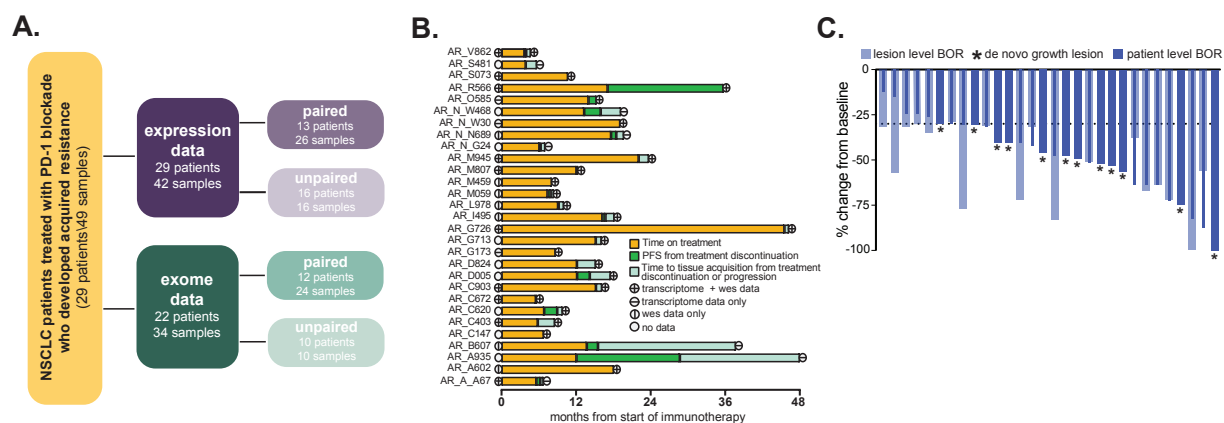 A.
NSCLC patients treated with PD-1 blockade
who developed acquired resistance
(29 patients\49 samples)
expression
data
29 patients
42 samples
paired
13 patients
26 samples
unpaired
16 patients
16 samples
exome
data
22 patients
34 samples
paired
12 patients
24 samples
unpaired
10 patients
10 samples
B.
AR_V862
AR_S481
AR_S073
AR_R566
AR_O585
AR_N_W468
AR_N_W30
AR_N_N689
AR_N_G24
AR_M945
AR_M807
AR_M459
AR_M059
AR_L978
AR_I495
AR_G726
AR_G713
AR_G173
AR_D824
AR_D005
AR_C903
AR_C672
AR_C620
AR_C403
AR_C147
AR_B607
AR_A935
AR_A602
AR_A_A67
Time on treatment
PFS from treatment discontinuation
Time to tissue acquisition from treatment
discontinuation or progression
transcriptome + wes data
transcriptome data only
wes data only
no data
0 12 24 36 48
months from start of immunotherapy
C.
lesion level BOR * de novo growth lesion patient level BOR
% change from baseline
0
-25
-50
-75
-100
* * * * * * * * * * * *